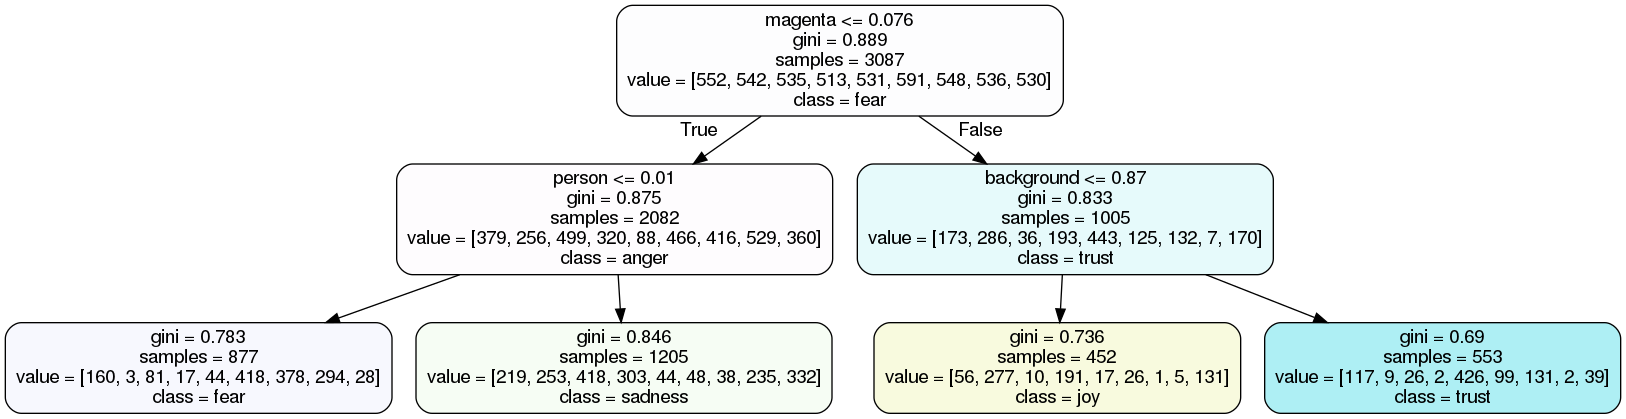 magenta <= 0.076
gini = 0.889
samples = 3087
value = [552, 542, 535, 513, 531, 591, 548, 536, 530]
class = fear
True
False
person <= 0.01
gini = 0.875
samples = 2082
value = [379, 256, 499, 320, 88, 466, 416, 529, 360]
class = anger
background <= 0.87
gini = 0.833
samples = 1005
value = [173, 286, 36, 193, 443, 125, 132, 7, 170]
class = trust
gini = 0.783
samples = 877
value = [160, 3, 81, 17, 44, 418, 378, 294, 28]
class = fear
gini = 0.846
samples = 1205
value = [219, 253, 418, 303, 44, 48, 38, 235, 332]
class = sadness
gini = 0.736
samples = 452
value = [56, 277, 10, 191, 17, 26, 1, 5, 131]
class = joy
gini = 0.69
samples = 553
value = [117, 9, 26, 2, 426, 99, 131, 2, 39]
class = trust